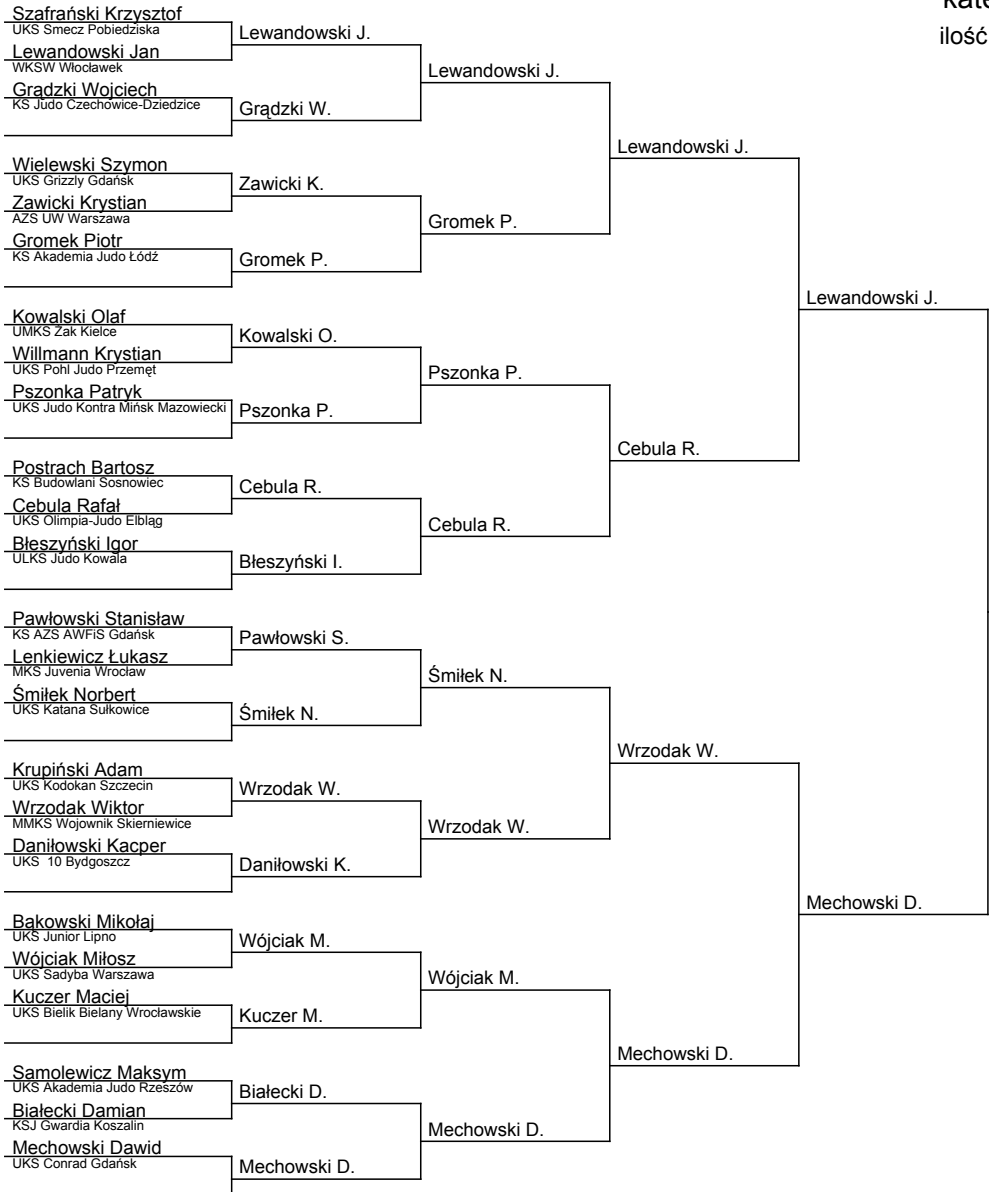 kate
ilość
Szafrański Krzysztof
UKS Smecz Pobiedziska
Lewandowski Jan
WKSW Włocławek
Grądzki Wojciech
KS Judo Czechowice-Dziedzice
Wielewski Szymon
UKS Grizzly Gdańsk
Zawicki Krystian
AZS UW Warszawa
Gromek Piotr
KS Akademia Judo Łódź
Kowalski Olaf
UMKS Żak Kielce
Willmann Krystian
UKS Pohl Judo Przemęt
Pszonka Patryk
UKS Judo Kontra Mińsk Mazowiecki
Postrach Bartosz
KS Budowlani Sosnowiec
Cebula Rafał
UKS Olimpia-Judo Elbląg
Błeszyński Igor
ULKS Judo Kowala
Pawłowski Stanisław
KS AZS AWFiS Gdańsk
Lenkiewicz Łukasz
MKS Juvenia Wrocław
Śmiłek Norbert
UKS Katana Sułkowice
Krupiński Adam
UKS Kodokan Szczecin
Wrzodak Wiktor
MMKS Wojownik Skierniewice
Daniłowski Kacper
UKS 10 Bydgoszcz
Bąkowski Mikołaj
UKS Junior Lipno
Wójciak Miłosz
UKS Sadyba Warszawa
Kuczer Maciej
UKS Bielik Bielany Wrocławskie
Samolewicz Maksym
UKS Akademia Judo Rzeszów
Białecki Damian
KSJ Gwardia Koszalin
Mechowski Dawid
UKS Conrad Gdańsk
Lewandowski J.
Grądzki W.
Zawicki K.
Gromek P.
Kowalski O.
Pszonka P.
Cebula R.
Błeszyński I.
Pawłowski S.
Śmiłek N.
Wrzodak W.
Daniłowski K.
Wójciak M.
Kuczer M.
Białecki D.
Mechowski D.
Lewandowski J.
Gromek P.
Pszonka P.
Cebula R.
Śmiłek N.
Wrzodak W.
Wójciak M.
Mechowski D.
Lewandowski J.
Cebula R.
Wrzodak W.
Mechowski D.
Lewandowski J.
Mechowski D.